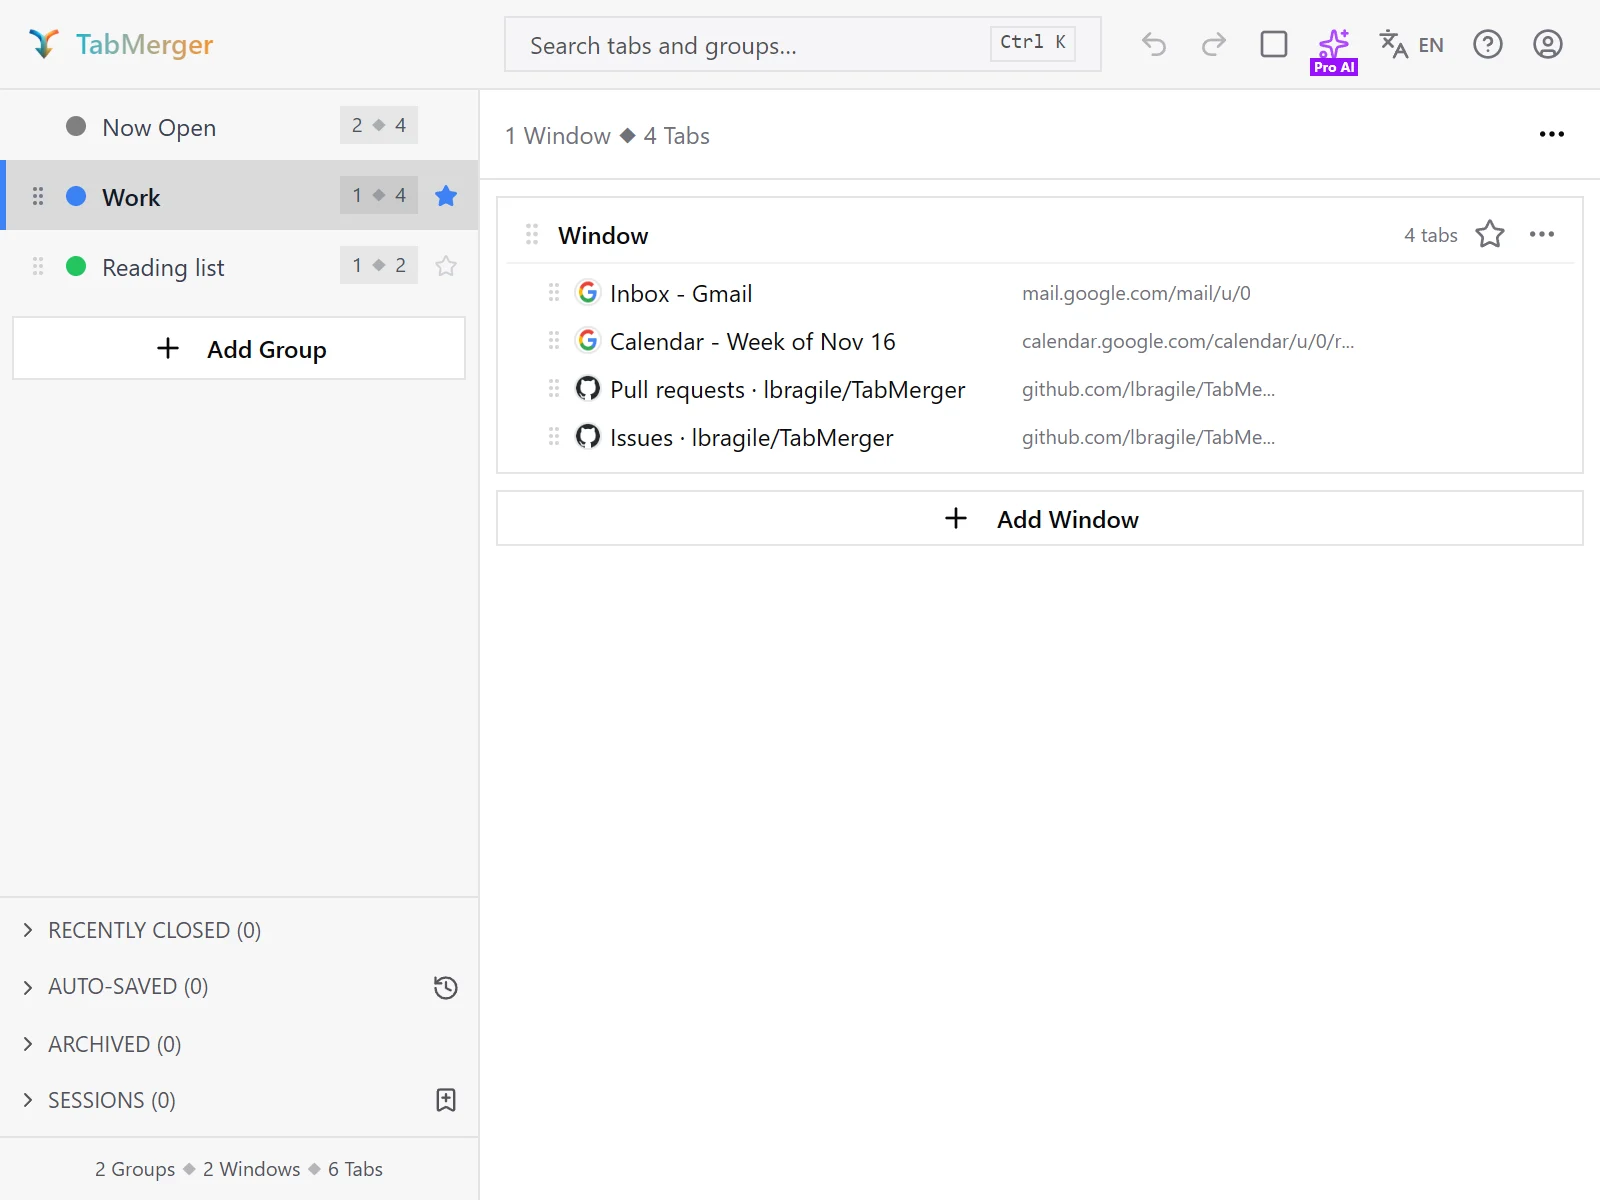 TabMerger
Search tabs and groups...
Ctrl K
Pro AI
EN
Now Open
2 ◆ 4
Work
1 ◆ 4
Reading list
1 ◆ 2
Add Group
RECENTLY CLOSED (0)
AUTO-SAVED (0)
ARCHIVED (0)
SESSIONS (0)
2 Groups ◆ 2 Windows ◆ 6 Tabs
1 Window ◆ 4 Tabs
Window
4 tabs
Inbox - Gmail
mail.google.com/mail/u/0
Calendar - Week of Nov 16
calendar.google.com/calendar/u/0/r...
Pull requests · lbragile/TabMerger
github.com/lbragile/TabMe...
Issues · lbragile/TabMerger
github.com/lbragile/TabMe...
Add Window